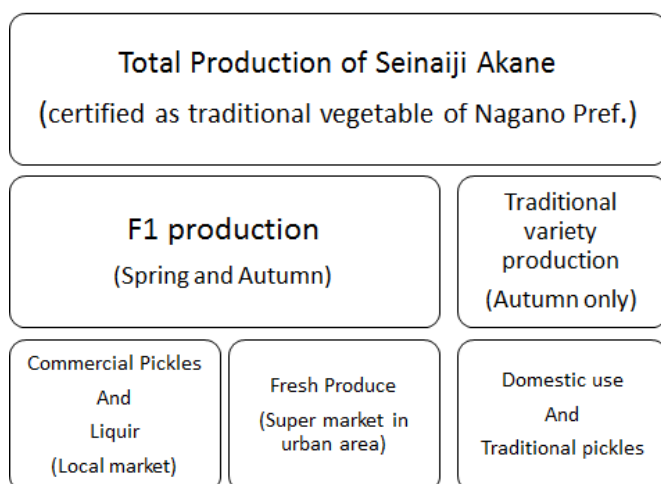 Total Production of Seinaiji Akane
(certified as traditional vegetable of Nagano Pref.)
F1 production
(Spring and Autumn)
Traditional
variety
production
(Autumn only)
Commercial Pickles
And
Liquir
(Local market)
Fresh Produce
(Super market in
urban area)
Domestic use
And
Traditional pickles